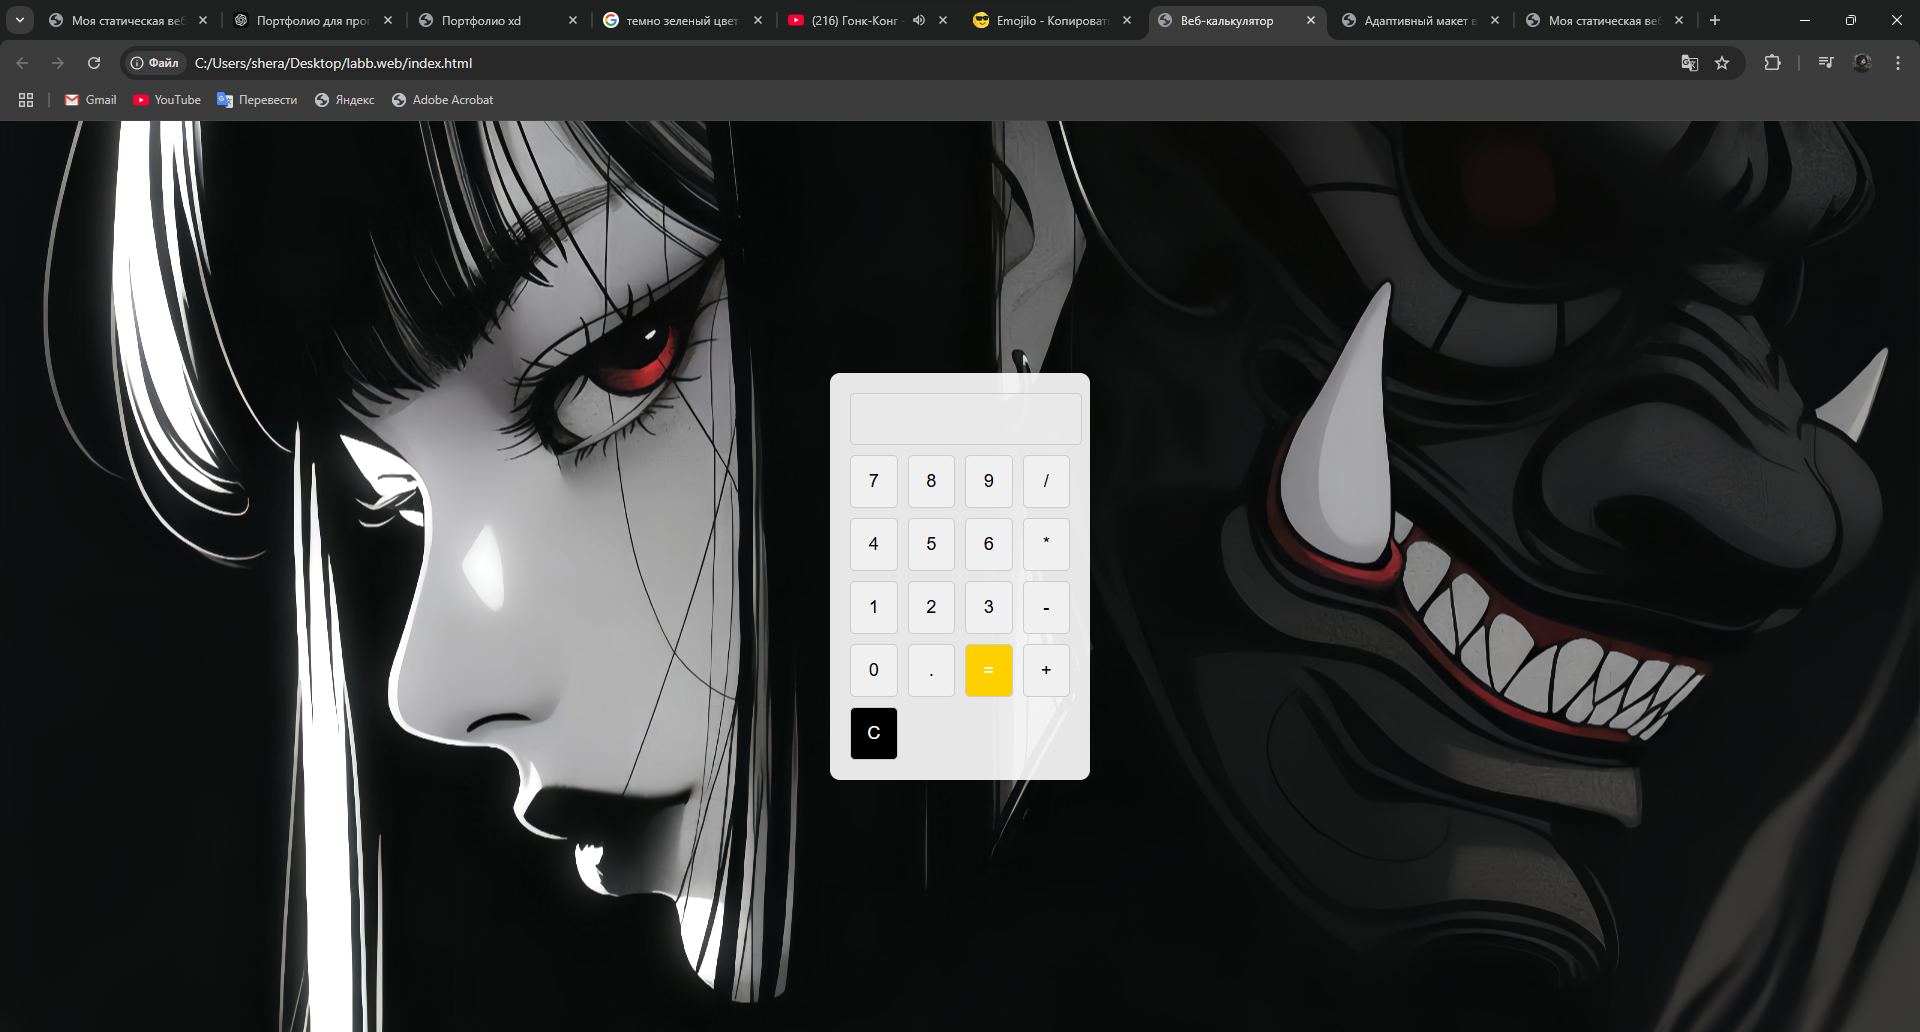 Моя статическая веб
Портфолио для прог
Портфолио xd
темно зеленый цвет
(216) Гонк-Конг -
Emojilo - Копироват
Веб-калькулятор
Адаптивный макет в
Моя статическая веб
Файл
C:/Users/shera/Desktop/labb.web/index.html
Gmail
YouTube
Перевести
Яндекс
Adobe Acrobat
7 8 9 /
4 5 6 *
1 2 3 -
0 . = +
C